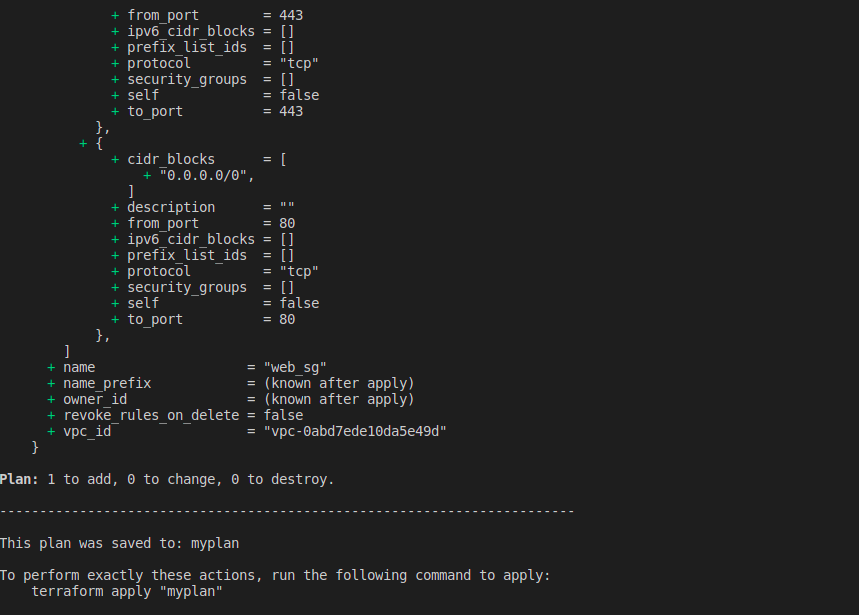 + from_port        = 443
              + ipv6_cidr_blocks = []
              + prefix_list_ids  = []
              + protocol         = "tcp"
              + security_groups  = []
              + self             = false
              + to_port          = 443
            },
          + {
              + cidr_blocks      = [
                  + "0.0.0.0/0",
                ]
              + description      = ""
              + from_port        = 80
              + ipv6_cidr_blocks = []
              + prefix_list_ids  = []
              + protocol         = "tcp"
              + security_groups  = []
              + self             = false
              + to_port          = 80
            },
        ]
      + name                   = "web_sg"
      + name_prefix            = (known after apply)
      + owner_id               = (known after apply)
      + revoke_rules_on_delete = false
      + vpc_id                 = "vpc-0abd7ede10da5e49d"
    }
Plan: 1 to add, 0 to change, 0 to destroy.
------------------------------------------------------------------------
This plan was saved to: myplan
To perform exactly these actions, run the following command to apply:
    terraform apply "myplan"